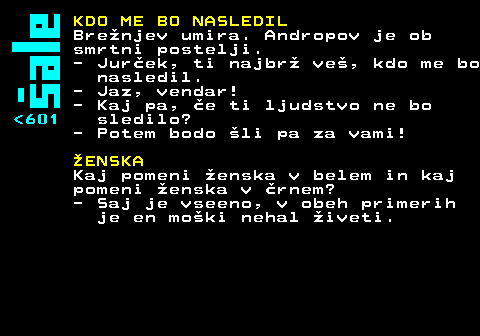 šale
<601
KDO ME BO NASLEDIL
Brežnjev umira. Andropov je ob
smrtni postelji.
- Jurček, ti najbrž veš, kdo me bo
nasledil.
- Jaz, vendar!
- Kaj pa, če ti ljudstvo ne bo
sledilo?
- Potem bodo šli pa za vami!
ŽENSKA
Kaj pomeni ženska v belem in kaj
pomeni ženska v črnem?
- Saj je vseeno, v obeh primerih
je en moški nehal živeti.